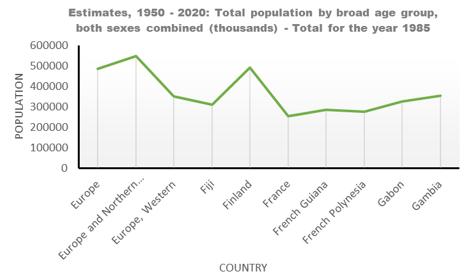 Estimates, 1950 - 2020: Total population by broad age group,
both sexes combined (thousands) - Total for the year 1985
600000
500000
400000
300000
200000
100000
0
POPULATION
Europe
Europe and Northern...
Europe, Western
Fiji
Finland
France
French Guiana
French Polynesia
Gabon
Gambia
COUNTRY